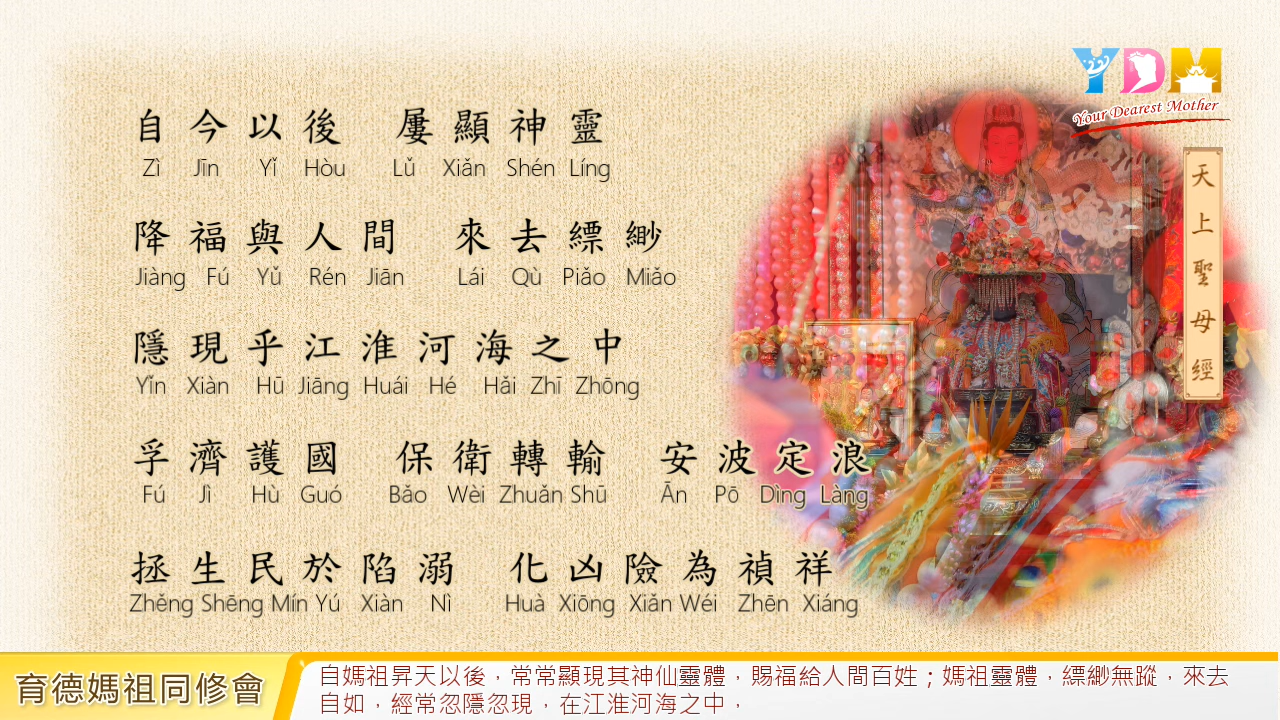 自今以後 屢顯神靈
Zì Jīn Yǐ Hòu Lǔ Xiǎn Shén Líng
降福與人間 來去縹緲
Jiàng Fú Yǔ Rén Jiān Lái Qù Piǎo Miǎo
隱現乎江淮河海之中
Yǐn Xiàn Hū Jiāng Huái Hé Hǎi Zhī Zhōng
孚濟護國 保衛轉輸 安波定浪
Fú Jì Hù Guó Bǎo Wèi Zhuǎn Shū Ān Pō Dìng Làng
拯生民於陷溺 化凶險為禎祥
Zhěng Shēng Mín Yú Xiàn Nì Huà Xiōng Xiǎn Wéi Zhēn Xiáng
YDM
Your Dearest Mother
天上聖母經
育德媽祖同修會
自媽祖昇天以後，常常顯現其神仙靈體，賜福給人間百姓；媽祖靈體，縹緲無蹤，來去
自如，經常忽隱忽現，在江淮河海之中，